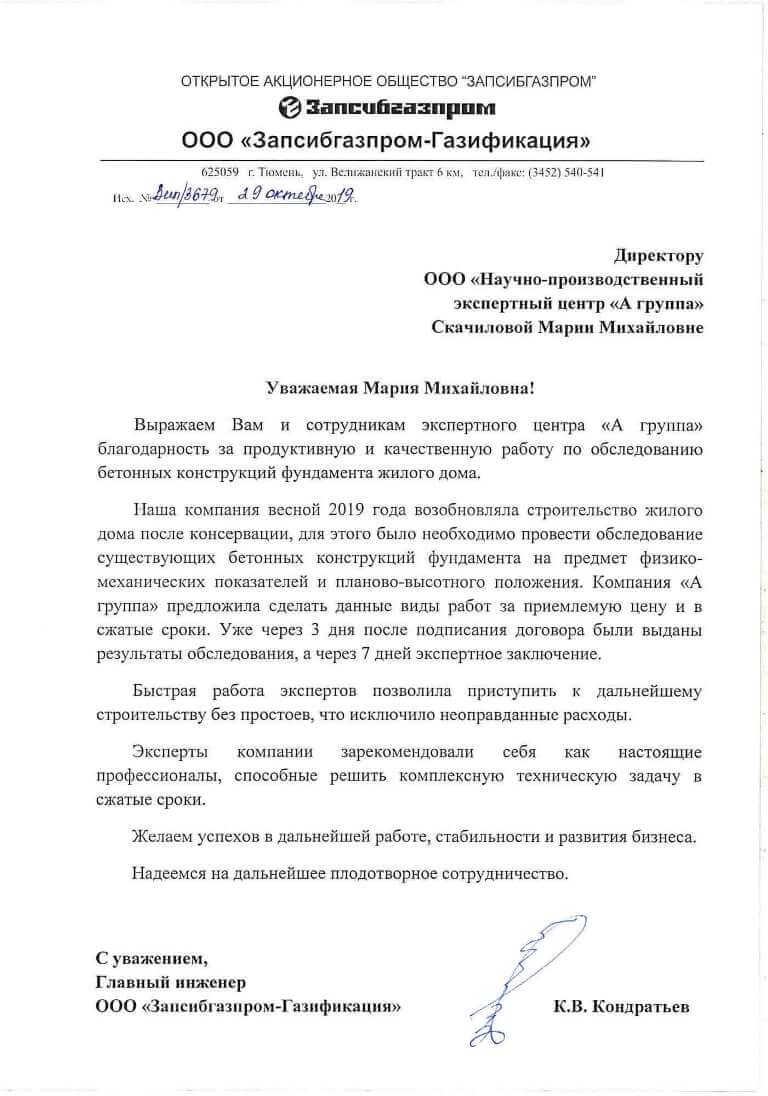 ОТКРЫТОЕ АКЦИОНЕРНОЕ ОБЩЕСТВО "ЗАПСИБГАЗПРОМ"
Запсибгазпром
ООО «Запсибгазпром-Газификация»
625059 г. Тюмень, ул. Велижанский тракт 6 км, тел./факс: (3452) 540-541
Исх. № /3679 от 29 октября 2019г.
Директору
ООО «Научно-производственный
экспертный центр «А группа»
Скачиловой Марии Михайловне
Уважаемая Мария Михайловна!
Выражаем Вам и сотрудникам экспертного центра «А группа»
благодарность за продуктивную и качественную работу по обследованию
бетонных конструкций фундамента жилого дома.
Наша компания весной 2019 года возобновляла строительство жилого
дома после консервации, для этого было необходимо провести обследование
существующих бетонных конструкций фундамента на предмет физико-
механических показателей и планово-высотного положения. Компания «А
группа» предложила сделать данные виды работ за приемлемую цену и в
сжатые сроки. Уже через 3 дня после подписания договора были выданы
результаты обследования, а через 7 дней экспертное заключение.
Быстрая работа экспертов позволила приступить к дальнейшему
строительству без простоев, что исключило неоправданные расходы.
Эксперты компании зарекомендовали себя как настоящие
профессионалы, способные решить комплексную техническую задачу в
сжатые сроки.
Желаем успехов в дальнейшей работе, стабильности и развития бизнеса.
Надеемся на дальнейшее плодотворное сотрудничество.
С уважением,
Главный инженер
ООО «Запсибгазпром-Газификация» К.В. Кондратьев